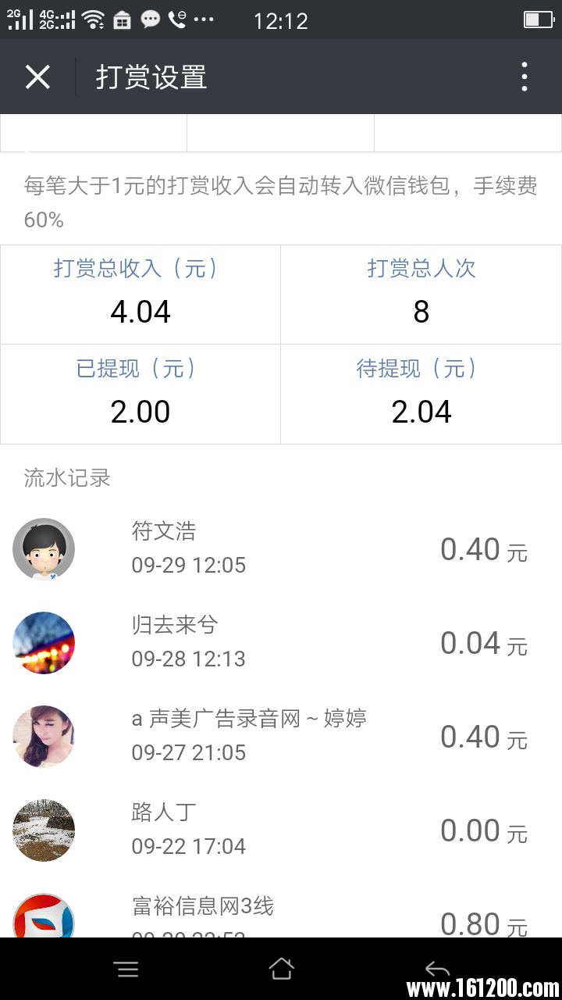 2G 4G 2G 12:12
打赏设置
每笔大于1元的打赏收入会自动转入微信钱包，手续费
60%
打赏总收入（元） 打赏总人次
4.04 8
已提现（元） 待提现（元）
2.00 2.04
流水记录
符文浩
09-29 12:05 0.40 元
归去来兮
09-28 12:13 0.04 元
a 声美广告录音网 ~ 婷婷
09-27 21:05 0.40 元
路人丁
09-22 17:04 0.00 元
富裕信息网3线
0.80 元
www.161200.com